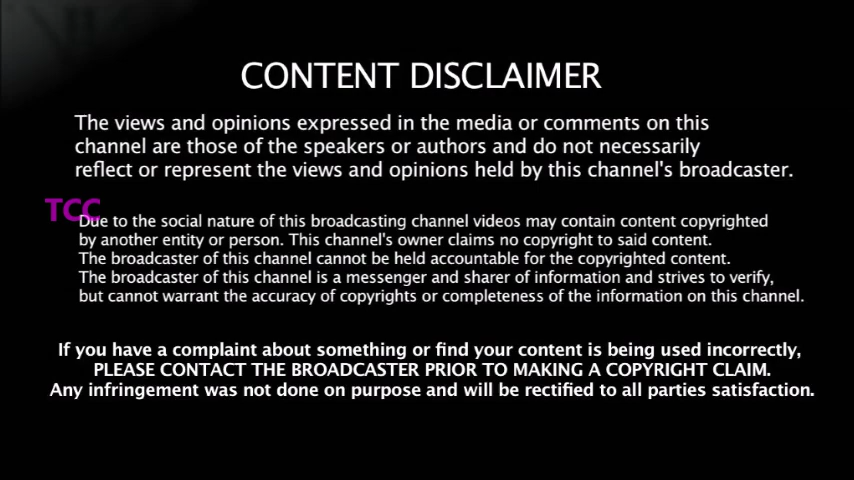 CONTENT DISCLAIMER
The views and opinions expressed in the media or comments on this
channel are those of the speakers or authors and do not necessarily
reflect or represent the views and opinions held by this channel's broadcaster.
TCC
Due to the social nature of this broadcasting channel videos may contain content copyrighted
by another entity or person. This channel's owner claims no copyright to said content.
The broadcaster of this channel cannot be held accountable for the copyrighted content.
The broadcaster of this channel is a messenger and sharer of information and strives to verify,
but cannot warrant the accuracy of copyrights or completeness of the information on this channel.
If you have a complaint about something or find your content is being used incorrectly,
PLEASE CONTACT THE BROADCASTER PRIOR TO MAKING A COPYRIGHT CLAIM.
Any infringement was not done on purpose and will be rectified to all parties satisfaction.